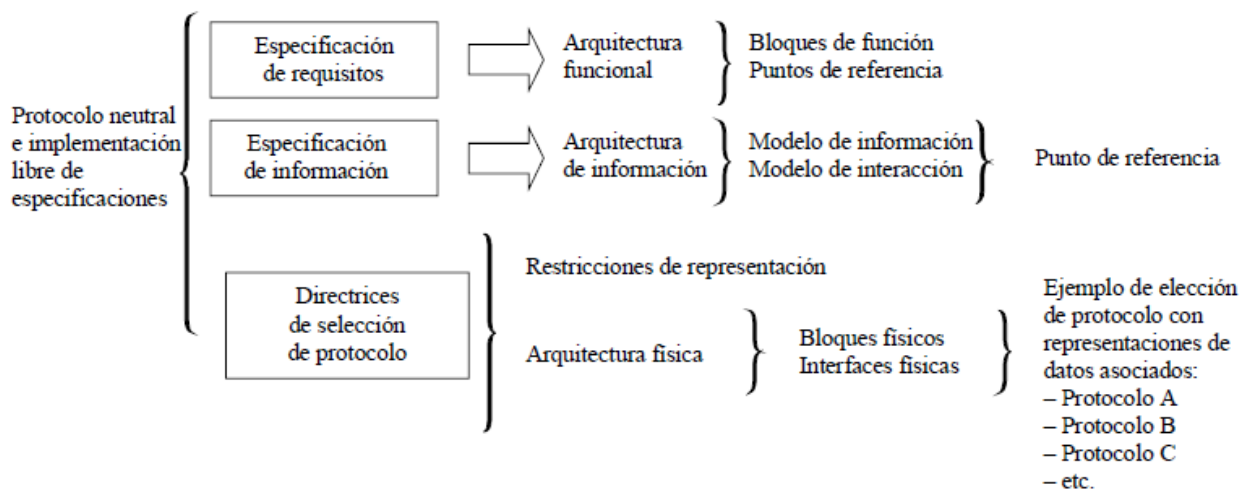 Protocolo neutral
e implementación
libre de
especificaciones
Especificación
de requisitos
Arquitectura
funcional
Bloques de función
Puntos de referencia
Especificación
de información
Arquitectura
de información
Modelo de información
Modelo de interacción
Punto de referencia
Directrices
de selección
de protocolo
Restricciones de representación
Arquitectura física
Bloques físicos
Interfaces físicas
Ejemplo de elección
de protocolo con
representaciones de
datos asociados:
– Protocolo A
– Protocolo B
– Protocolo C
– etc.